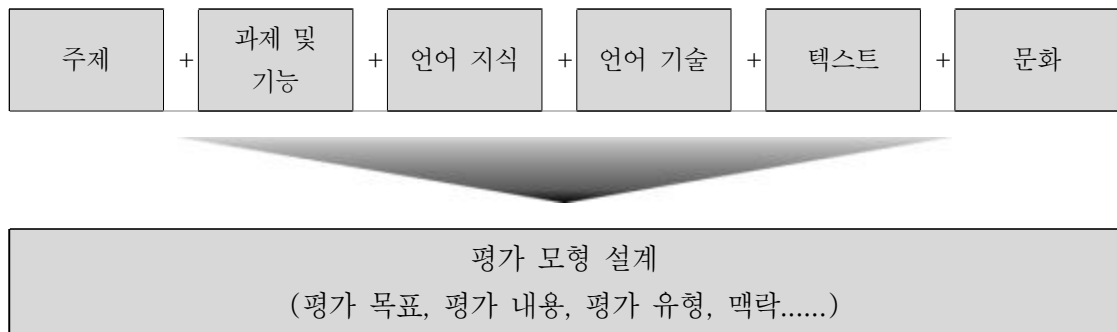 주제 + 과제 및 기능 + 언어 지식 + 언어 기술 + 텍스트 + 문화
평가 모형 설계
(평가 목표, 평가 내용, 평가 유형, 맥락......)